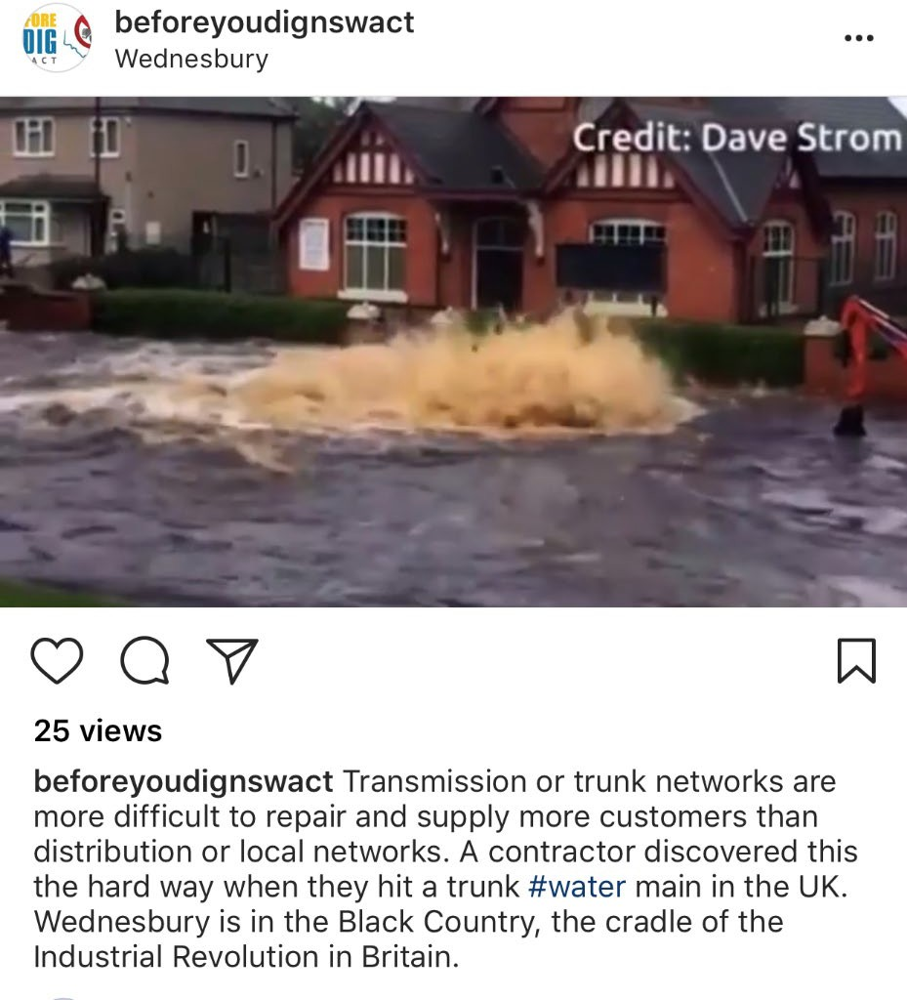 ORE
DIG
ACT
beforeyoudignswact
Wednesbury
Credit: Dave Strom
25 views
beforeyoudignswact Transmission or trunk networks are
more difficult to repair and supply more customers than
distribution or local networks. A contractor discovered this
the hard way when they hit a trunk #water main in the UK.
Wednesbury is in the Black Country, the cradle of the
Industrial Revolution in Britain.